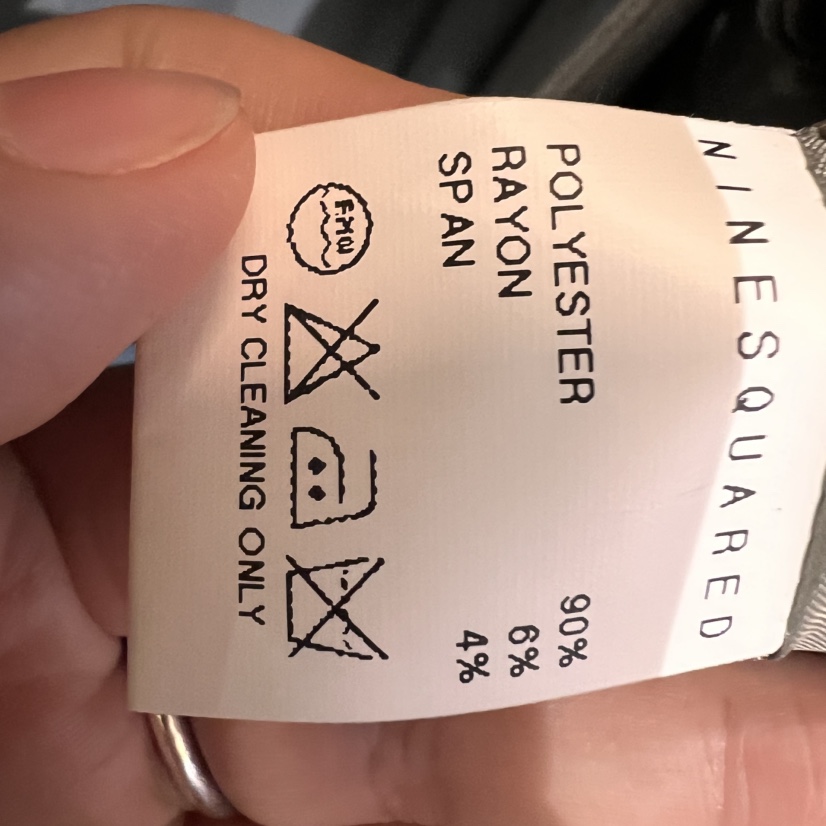 NINESQUARED
POLYESTER 90%
RAYON 6%
SPAN 4%
DRY CLEANING ONLY